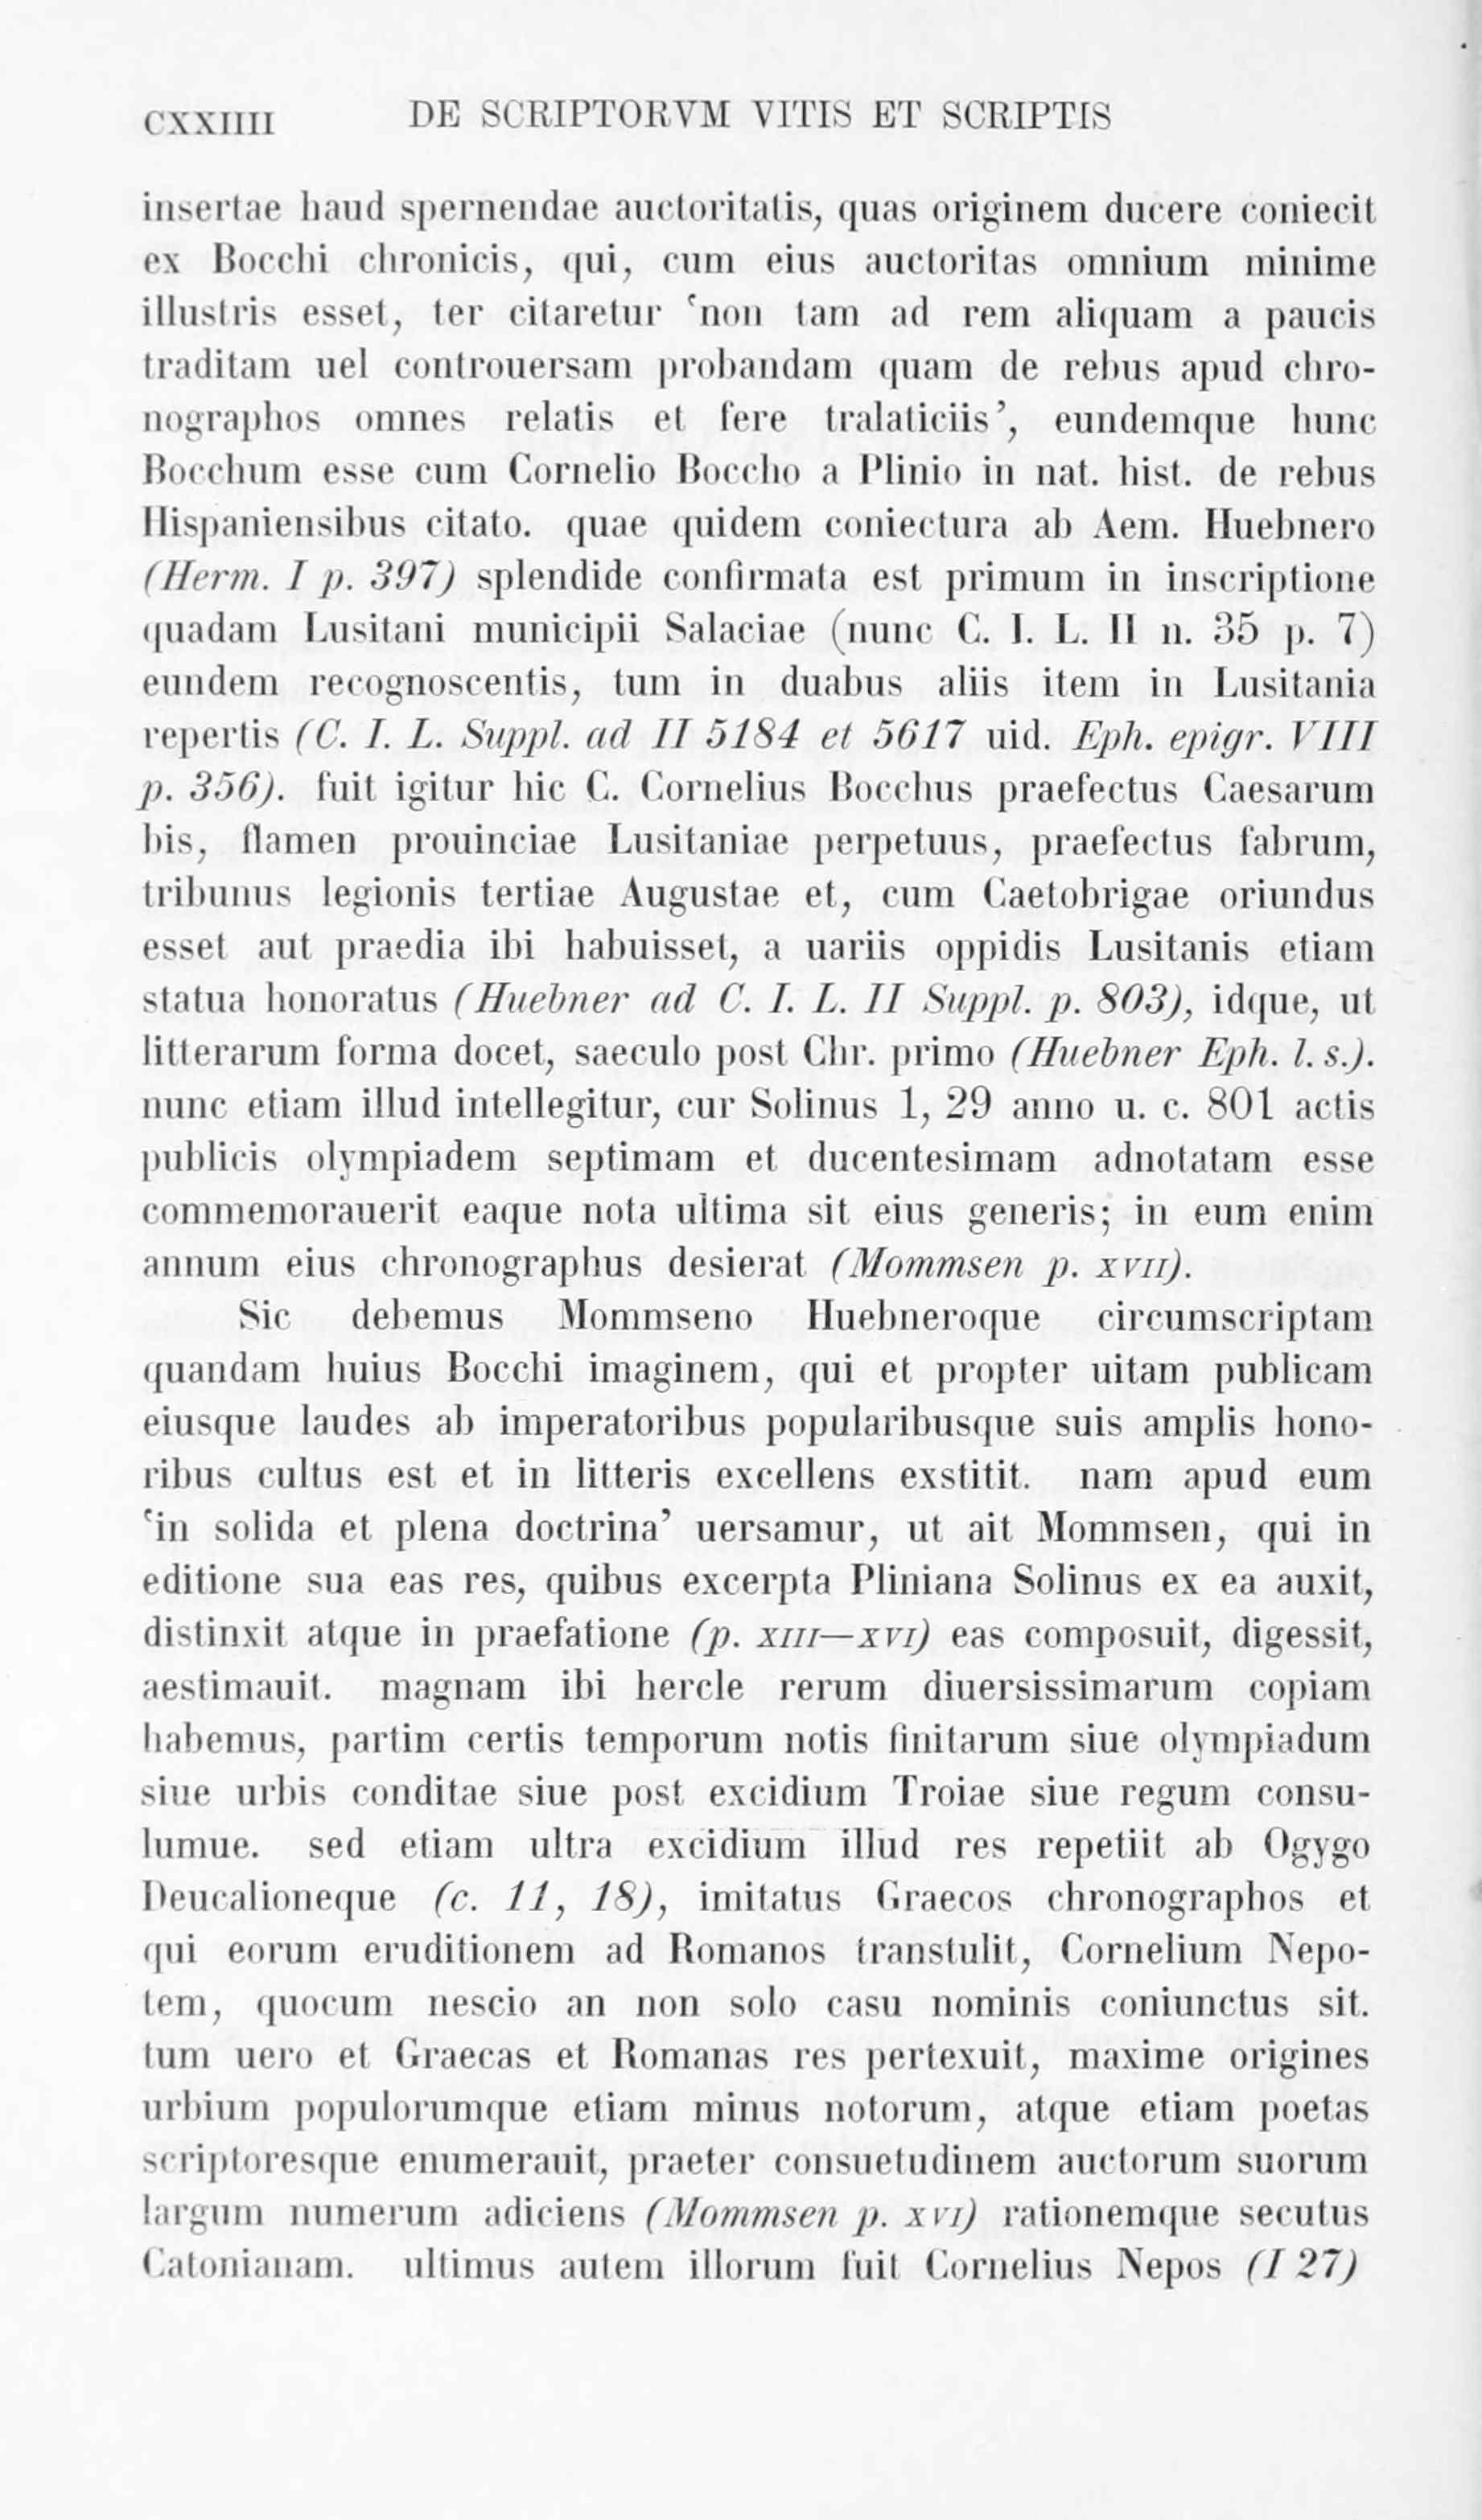 CXXIIII DE SCRIPTORVM VITIS ET SCRIPTIS
insertae haud spernendae auctoritatis, quas originem ducere coniecit
ex Bocchi chronicis, qui, cum eius auctoritas omnium minime
illustris esset, ter citaretur ‘non tam ad rem aliquam a paucis
traditam uel controuersam probandam quam de rebus apud chro-
nographos omnes relatis et fere tralaticiis’, eundemque hunc
Bocchum esse cum Cornelio Boccho a Plinio in nat. hist. de rebus
Hispaniensibus citato. quae quidem coniectura ab Aem. Huebnero
(Herm. I p. 397) splendide confirmata est primum in inscriptione
quadam Lusitani municipii Salaciae (nunc C. I. L. II n. 35 p. 7)
eundem recognoscentis, tum in duabus aliis item in Lusitania
repertis (C. I. L. Suppl. ad II 5184 et 5617 uid. Eph. epigr. VIII
p. 356). fuit igitur hic C. Cornelius Bocchus praefectus Caesarum
bis, flamen prouinciae Lusitaniae perpetuus, praefectus fabrum,
tribunus legionis tertiae Augustae et, cum Caetobrigae oriundus
esset aut praedia ibi habuisset, a uariis oppidis Lusitanis etiam
statua honoratus (Huebner ad C. I. L. II Suppl. p. 803), idque, ut
litterarum forma docet, saeculo post Chr. primo (Huebner Eph. l. s.).
nunc etiam illud intellegitur, cur Solinus 1, 29 anno u. c. 801 actis
publicis olympiadem septimam et ducentesimam adnotatam esse
commemorauerit eaque nota ultima sit eius generis; in eum enim
annum eius chronographus desierat (Mommsen p. XVII).
Sic debemus Mommseno Huebneroque circumscriptam
quandam huius Bocchi imaginem, qui et propter uitam publicam
eiusque laudes ab imperatoribus popularibusque suis amplis hono-
ribus cultus est et in litteris excellens exstitit. nam apud eum
‘in solida et plena doctrina’ uersamur, ut ait Mommsen, qui in
editione sua eas res, quibus excerpta Pliniana Solinus ex ea auxit,
distinxit atque in praefatione (p. XIII—XVI) eas composuit, digessit,
aestimauit. magnam ibi hercle rerum diuersissimarum copiam
habemus, partim certis temporum notis finitarum siue olympiadum
siue urbis conditae siue post excidium Troiae siue regum consu-
lumue. sed etiam ultra excidium illud res repetiit ab Ogygo
Deucalioneque (c. 11, 18), imitatus Graecos chronographos et
qui eorum eruditionem ad Romanos transtulit, Cornelium Nepo-
tem, quocum nescio an non solo casu nominis coniunctus sit.
tum uero et Graecas et Romanas res pertexuit, maxime origines
urbium populorumque etiam minus notorum, atque etiam poetas
scriptoresque enumerauit, praeter consuetudinem auctorum suorum
largum numerum adiciens (Mommsen p. XVI) rationemque secutus
Catonianam. ultimus autem illorum fuit Cornelius Nepos (I 27)